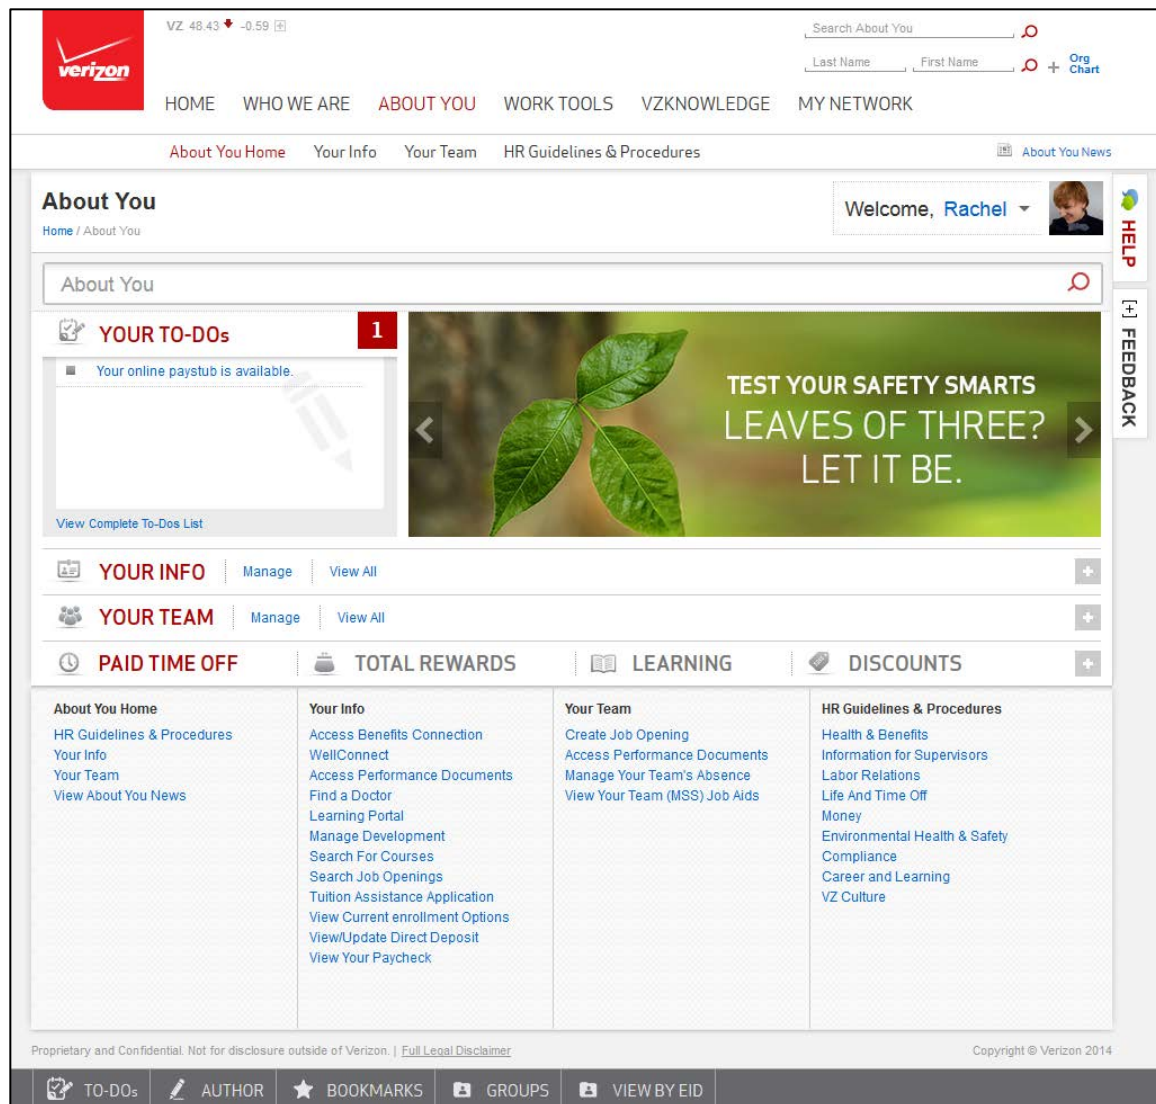 VZ 48.43 -0.59
Search About You
verizon
Last Name First Name + Org Chart
HOME WHO WE ARE ABOUT YOU WORK TOOLS VZKNOWLEDGE MY NETWORK
About You Home Your Info Your Team HR Guidelines & Procedures About You News
About You
Welcome, Rachel
Home / About You
HELP
[+] FEEDBACK
About You
YOUR TO-DOs 1
Your online paystub is available.
View Complete To-Dos List
TEST YOUR SAFETY SMARTS
LEAVES OF THREE?
LET IT BE.
YOUR INFO Manage View All
YOUR TEAM Manage View All
PAID TIME OFF TOTAL REWARDS LEARNING DISCOUNTS
About You Home
HR Guidelines & Procedures
Your Info
Your Team
View About You News
Your Info
Access Benefits Connection
WellConnect
Access Performance Documents
Find a Doctor
Learning Portal
Manage Development
Search For Courses
Search Job Openings
Tuition Assistance Application
View Current enrollment Options
View/Update Direct Deposit
View Your Paycheck
Your Team
Create Job Opening
Access Performance Documents
Manage Your Team's Absence
View Your Team (MSS) Job Aids
HR Guidelines & Procedures
Health & Benefits
Information for Supervisors
Labor Relations
Life And Time Off
Money
Environmental Health & Safety
Compliance
Career and Learning
VZ Culture
Proprietary and Confidential. Not for disclosure outside of Verizon. | Full Legal Disclaimer Copyright © Verizon 2014
TO-DOs AUTHOR BOOKMARKS GROUPS VIEW BY EID